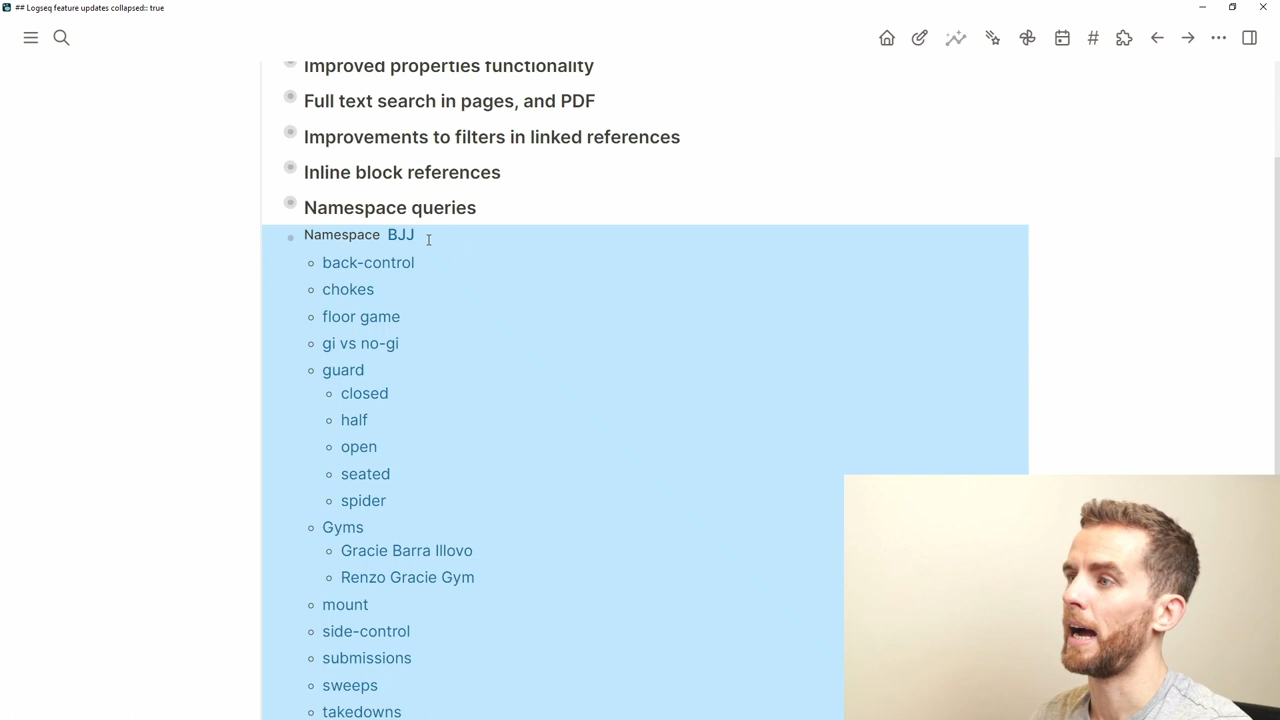 ## Logseq feature updates collapsed:: true
Improved properties functionality
Full text search in pages, and PDF
Improvements to filters in linked references
Inline block references
Namespace queries
Namespace BJJ
back-control
chokes
floor game
gi vs no-gi
guard
closed
half
open
seated
spider
Gyms
Gracie Barra Illovo
Renzo Gracie Gym
mount
side-control
submissions
sweeps
takedowns